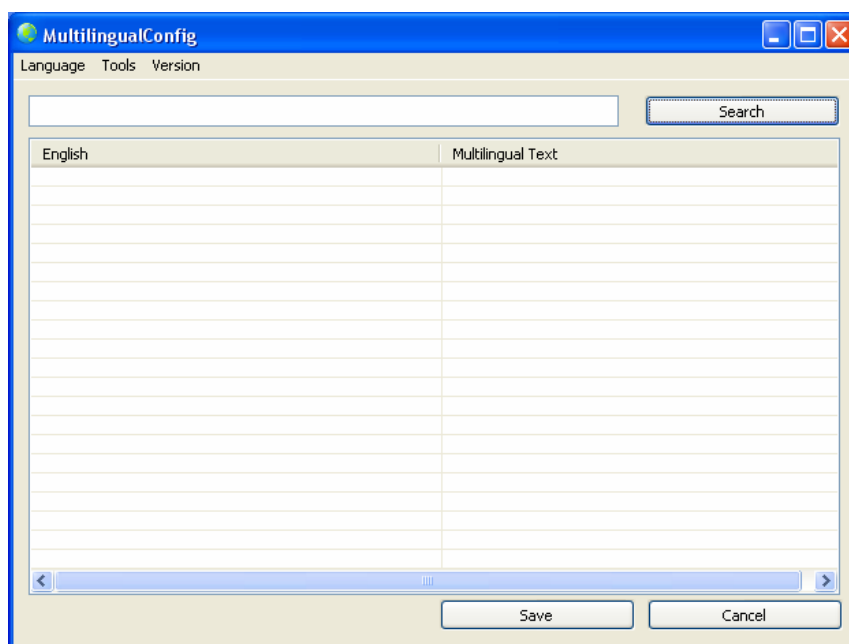 MultilingualConfig
Language Tools Version
Search
English Multilingual Text
Save Cancel